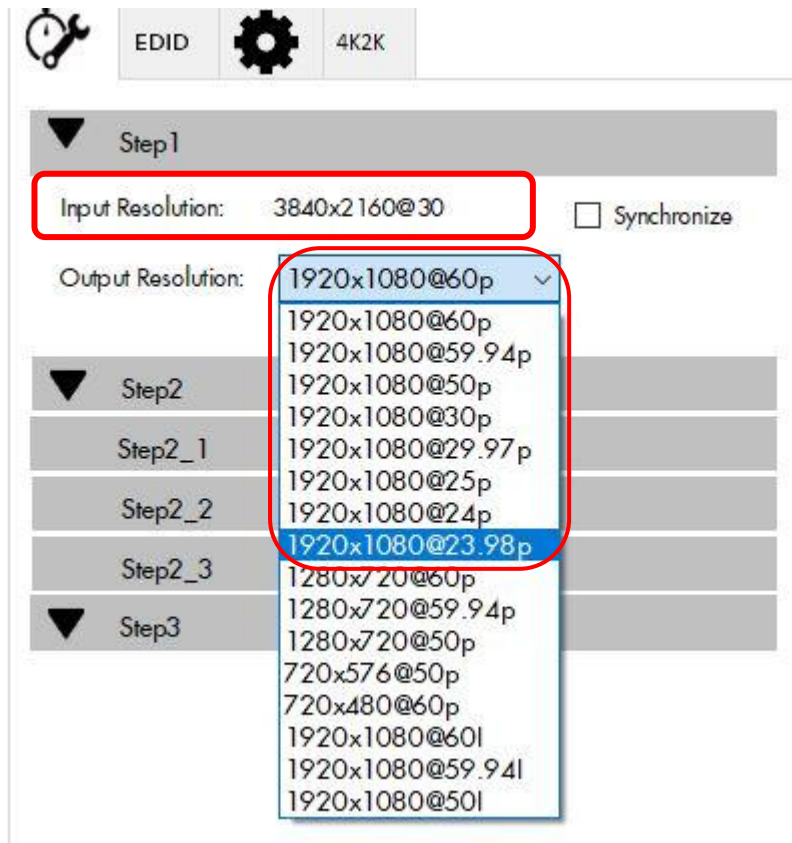 EDID
4K2K
Step1
Input Resolution: 3840x2160@30
Synchronize
Output Resolution: 1920x1080@60p
1920x1080@60p
1920x1080@59.94p
1920x1080@50p
1920x1080@30p
1920x1080@29.97p
1920x1080@25p
1920x1080@24p
1920x1080@23.98p
1280x720@60p
1280x720@59.94p
1280x720@50p
720x576@50p
720x480@60p
1920x1080@60I
1920x1080@59.94I
1920x1080@50I
Step2
Step2_1
Step2_2
Step2_3
Step3